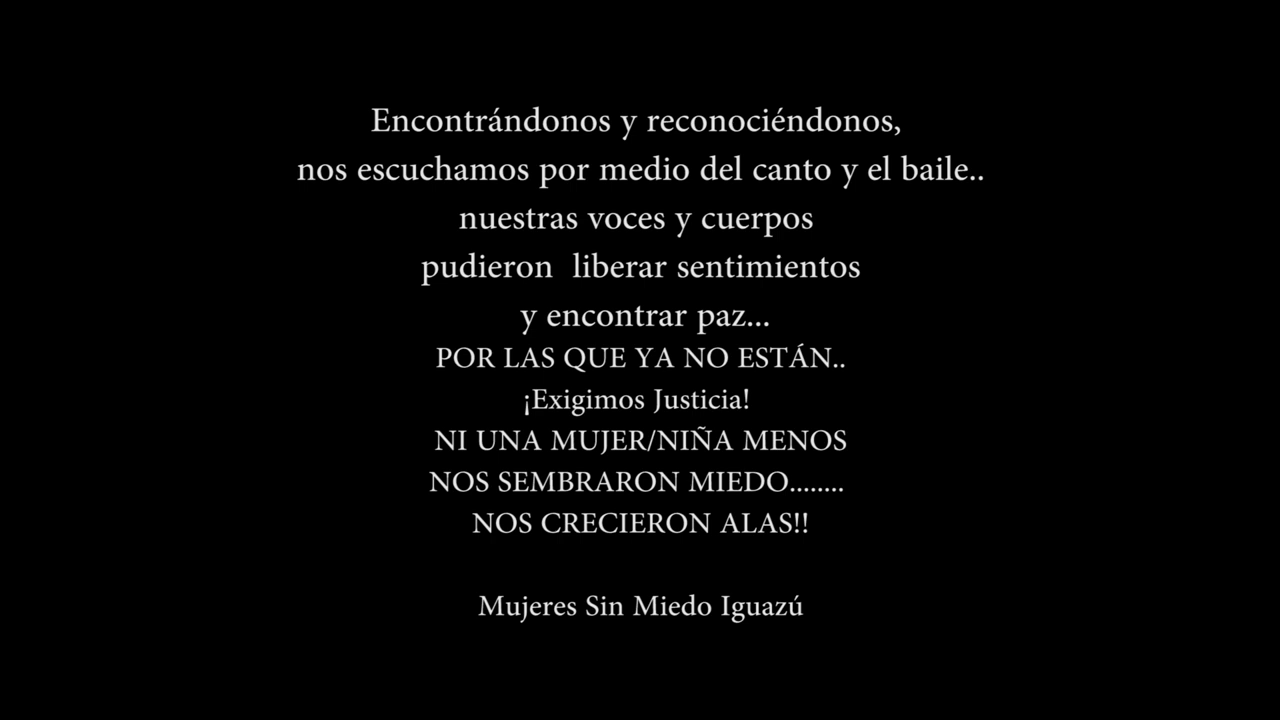 Encontrándonos y reconociéndonos,
nos escuchamos por medio del canto y el baile..
nuestras voces y cuerpos
pudieron  liberar sentimientos
y encontrar paz...
POR LAS QUE YA NO ESTÁN..
¡Exigimos Justicia!
NI UNA MUJER/NIÑA MENOS
NOS SEMBRARON MIEDO........
NOS CRECIERON ALAS!!
Mujeres Sin Miedo Iguazú